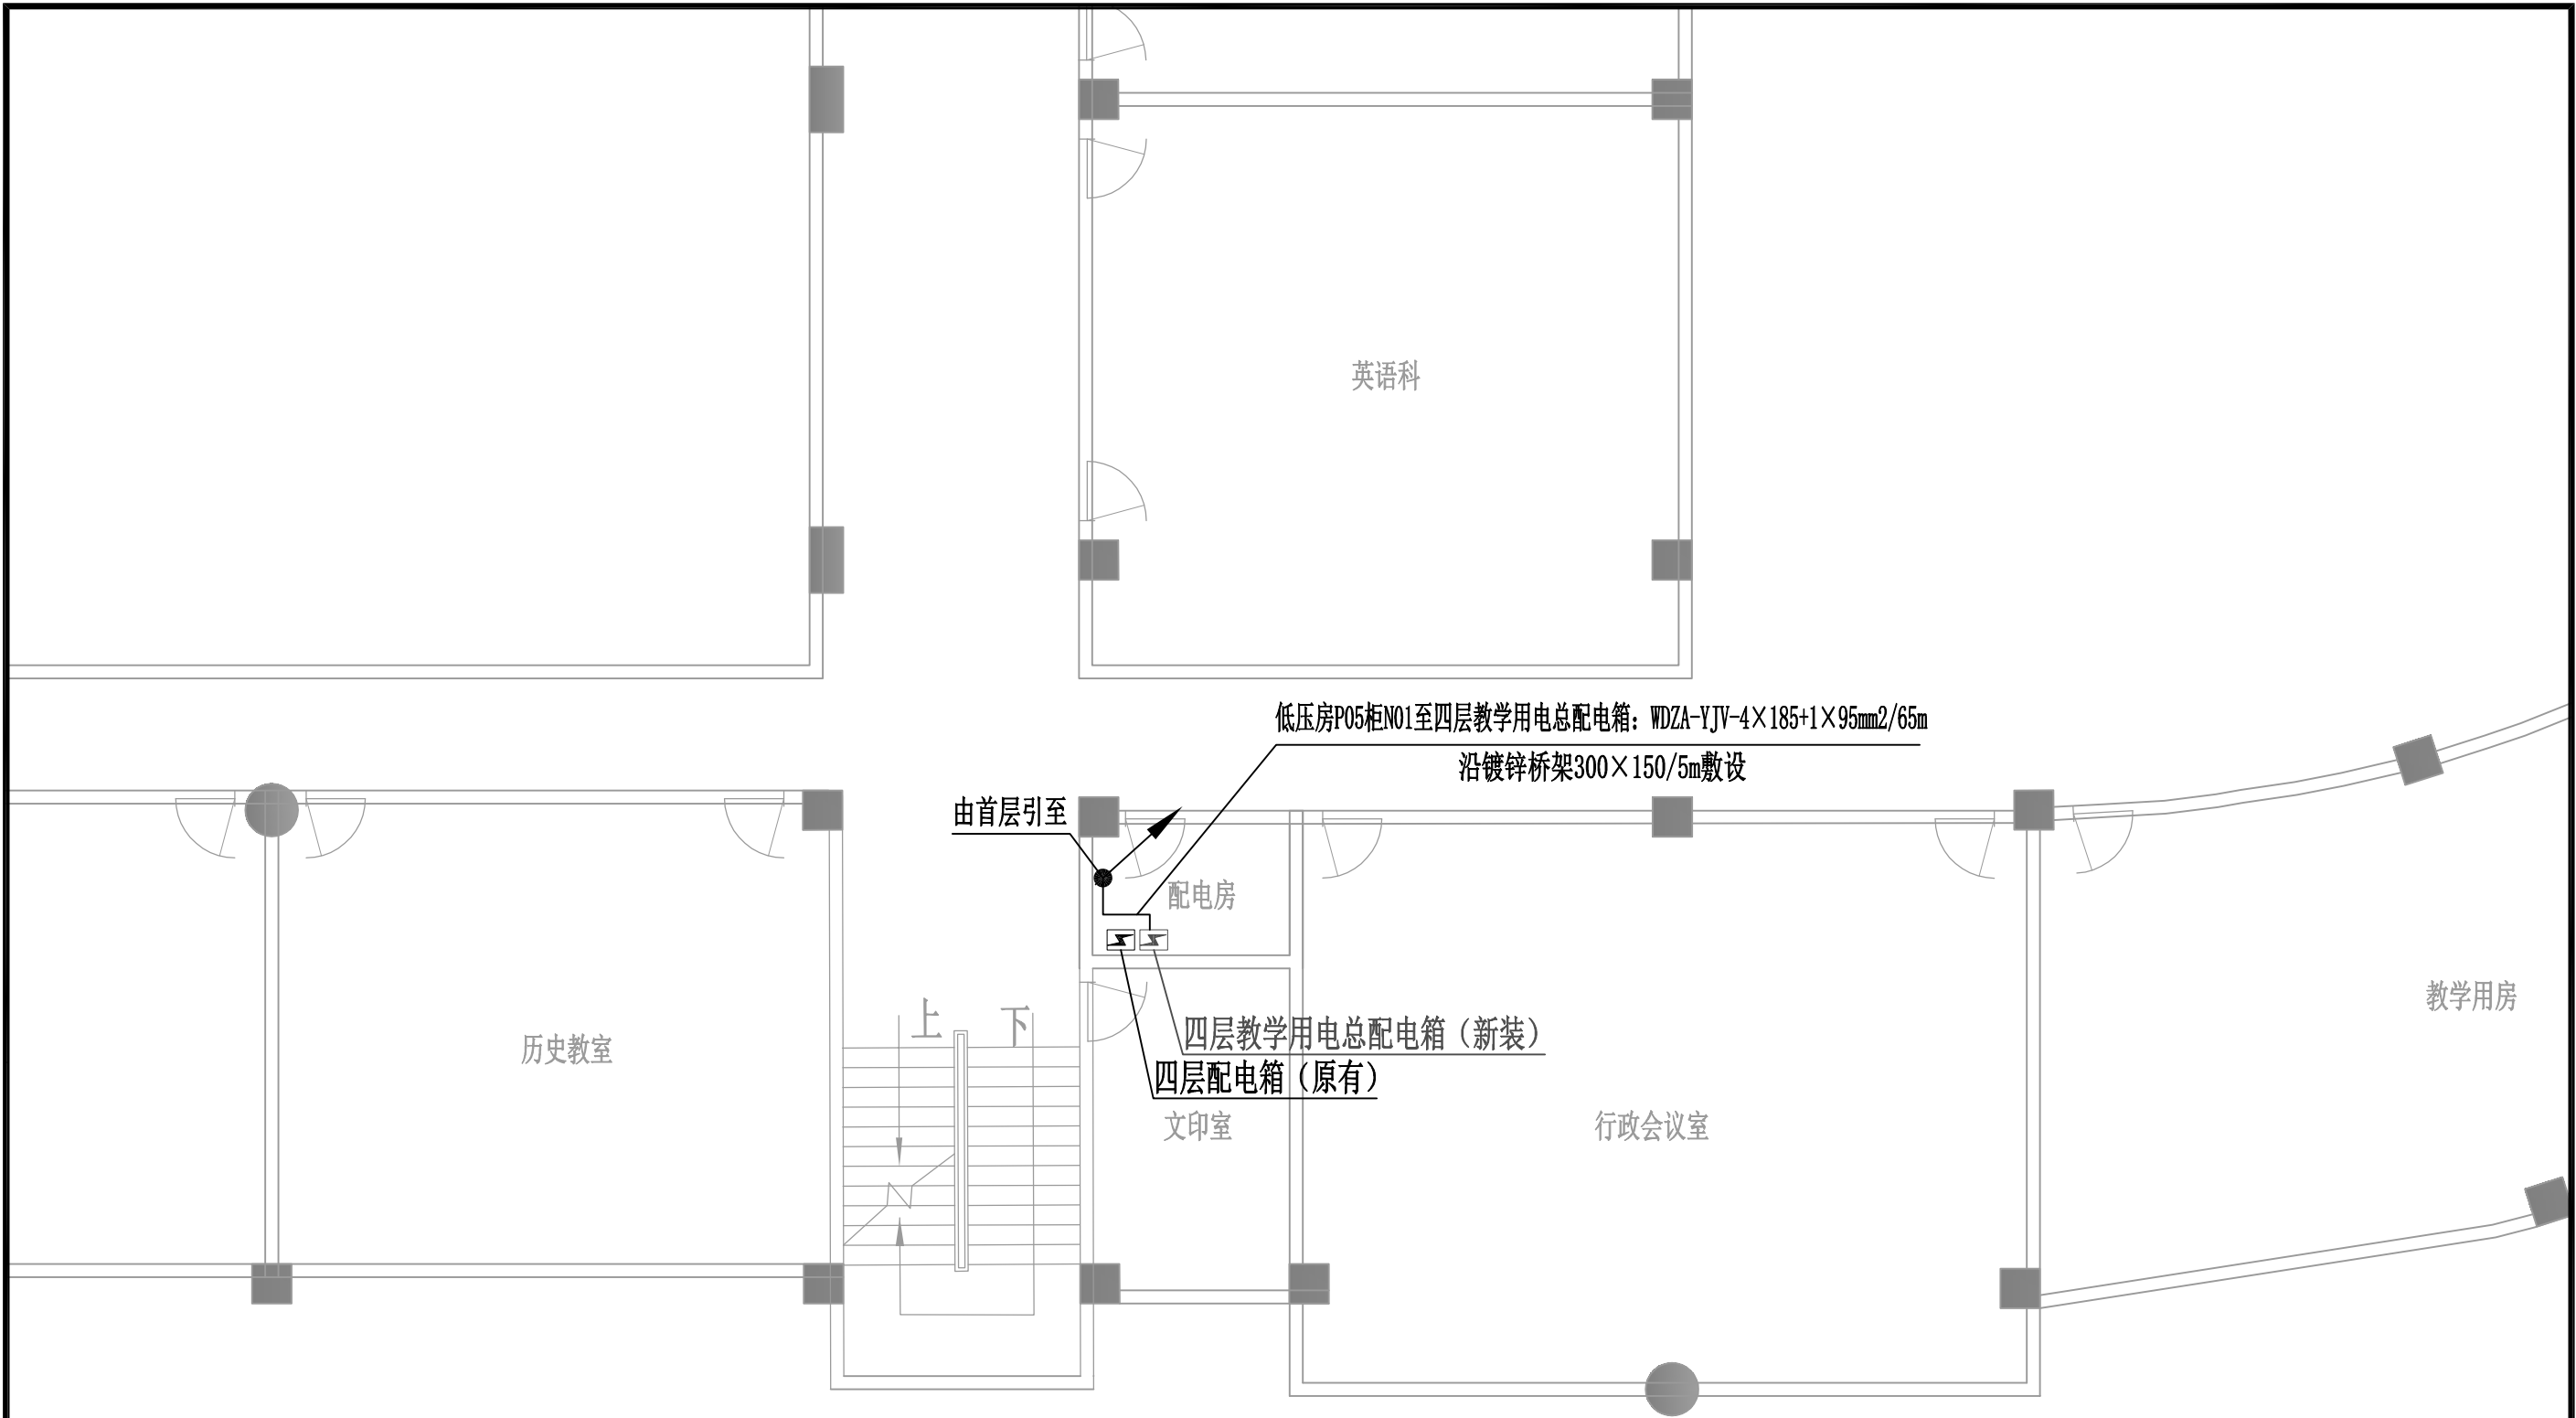 英语科
低压房P05柜N01至四层教学用电总配电箱：WDZA-YJV-4×185+1×95mm2/65m
沿镀锌桥架300×150/5m敷设
由首层引至
配电房
教学用房
上 下
四层教学用电总配电箱（新装）
历史教室
四层配电箱（原有）
文印室
行政会议室